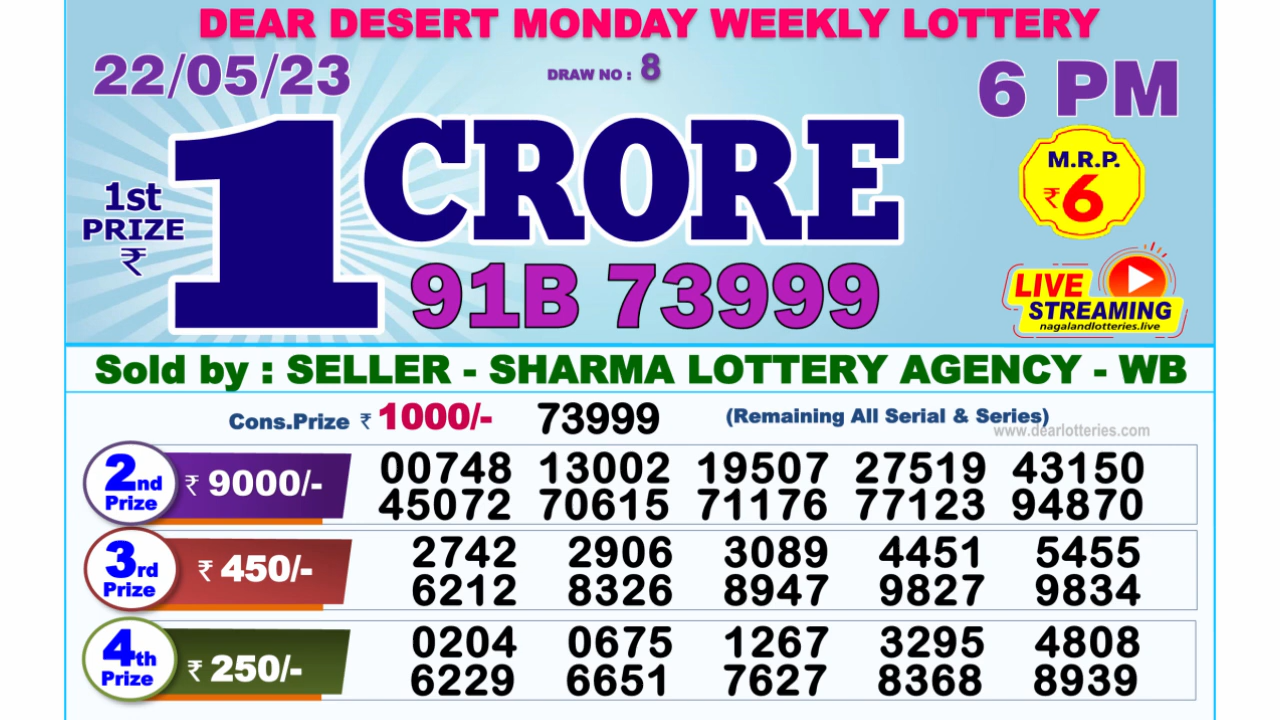 DEAR DESERT MONDAY WEEKLY LOTTERY
22/05/23
DRAW NO : 8
6 PM
1 CRORE
M.R.P.
₹6
1st
PRIZE
₹
91B 73999
LIVE
STREAMING
nagalandlotteries.live
Sold by : SELLER - SHARMA LOTTERY AGENCY - WB
Cons.Prize ₹ 1000/- 73999 (Remaining All Serial & Series)
www.dearlotteries.com
2nd Prize ₹ 9000/-
00748 13002 19507 27519 43150
45072 70615 71176 77123 94870
3rd Prize ₹ 450/-
2742 2906 3089 4451 5455
6212 8326 8947 9827 9834
4th Prize ₹ 250/-
0204 0675 1267 3295 4808
6229 6651 7627 8368 8939